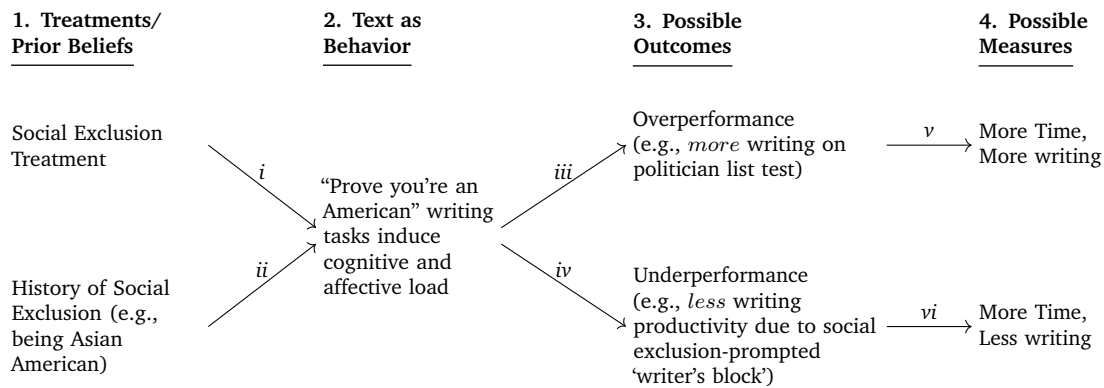 1. Treatments/
Prior Beliefs
2. Text as
Behavior
3. Possible
Outcomes
4. Possible
Measures
Social Exclusion
Treatment
i
History of Social
Exclusion (e.g.,
being Asian
American)
ii
“Prove you’re an
American” writing
tasks induce
cognitive and
affective load
iii
Overperformance
(e.g., more writing on
politician list test)
v
More Time,
More writing
iv
Underperformance
(e.g., less writing
productivity due to social
exclusion-prompted
‘writer’s block’)
vi
More Time,
Less writing